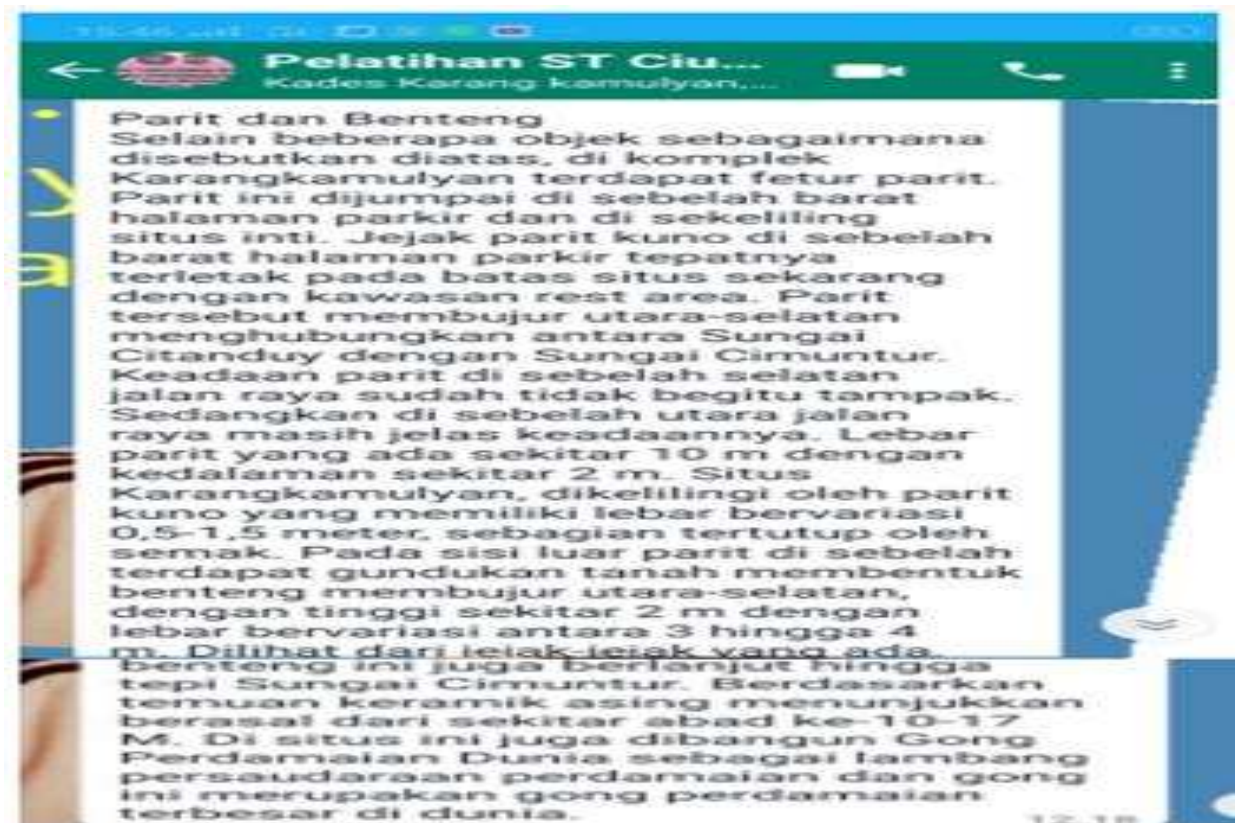 Pelatihan ST Ciu...
Kades Karang kamulyan,...
Parit dan Benteng
Selain beberapa objek sebagaimana
disebutkan diatas, di komplek
Karangkamulyan terdapat fetur parit.
Parit ini dijumpai di sebelah barat
halaman parkir dan di sekeliling
situs inti. Jejak parit kuno di sebelah
barat halaman parkir tepatnya
terletak pada batas situs sekarang
dengan kawasan rest area. Parit
tersebut membujur utara-selatan
menghubungkan antara Sungai
Citanduy dengan Sungai Cimuntur.
Keadaan parit di sebelah selatan
jalan raya sudah tidak begitu tampak.
Sedangkan di sebelah utara jalan
raya masih jelas keadaannya. Lebar
parit yang ada sekitar 10 m dengan
kedalaman sekitar 2 m. Situs
Karangkamulyan, dikelilingi oleh parit
kuno yang memiliki lebar bervariasi
0,5-1,5 meter, sebagian tertutup oleh
semak. Pada sisi luar parit di sebelah
terdapat gundukan tanah membentuk
benteng membujur utara-selatan,
dengan tinggi sekitar 2 m dengan
lebar bervariasi antara 3 hingga 4
m. Dilihat dari jejak-jejak yang ada,
benteng ini juga berlanjut hingga
tepi Sungai Cimuntur. Berdasarkan
temuan keramik asing menunjukkan
berasal dari sekitar abad ke-10-17
M. Di situs ini juga dibangun Gong
Perdamaian Dunia sebagai lambang
persaudaraan perdamaian dan gong
ini merupakan gong perdamaian
terbesar di dunia.
12.18